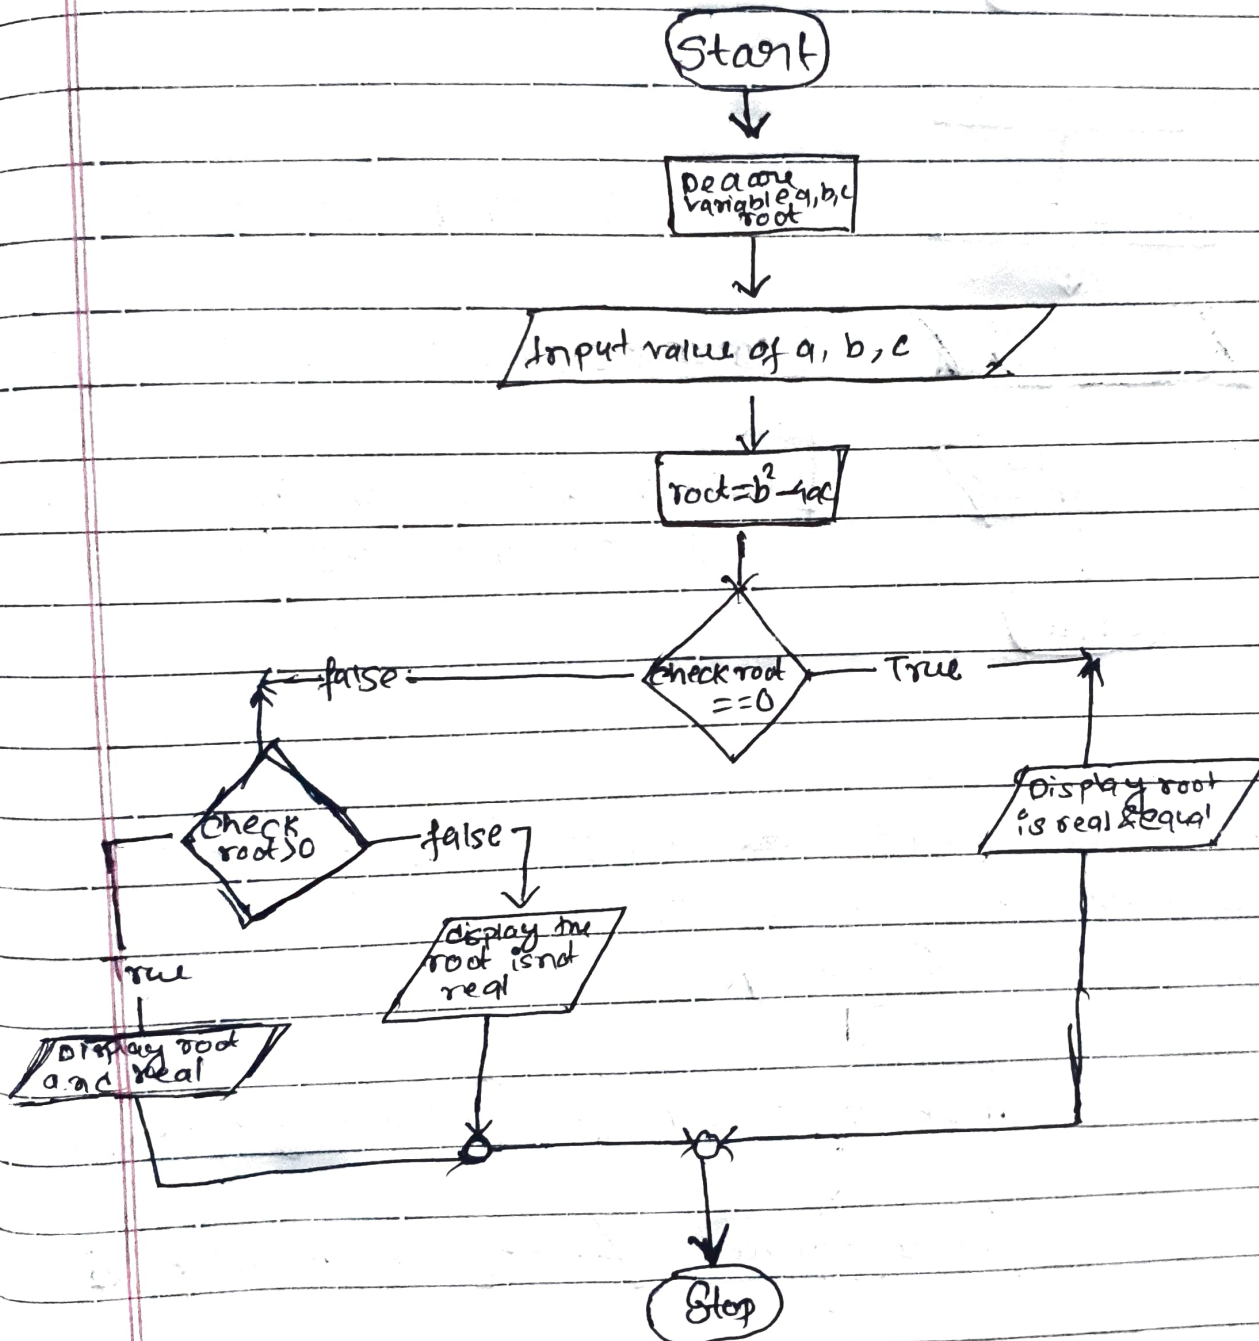 Start
Declare
variable a, b, c
root
Input value of a, b, c
root=b²-4ac
check root
==0
false
True
check
root>0
false
Display root
is real & equal
display the
root is not
real
True
Display root
and real
Stop